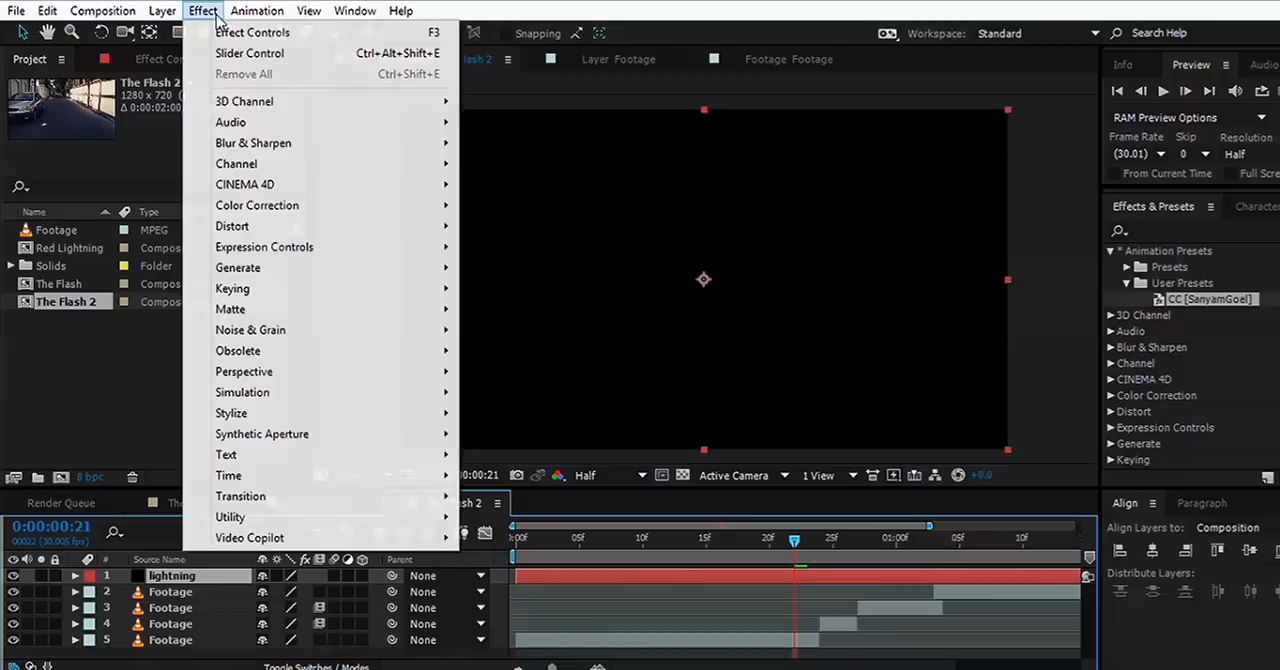 File Edit Composition Layer Effect Animation View Window Help
Snapping Workspace: Standard Search Help
Project Effect Co
The Flash 2
1280 x 720
Δ 0:00:02:00
Name Type
Footage MPEG
Red Lightning Compos
Solids Folder
The Flash Compos
The Flash 2 Compos
8 bpc
Effect Controls F3
Slider Control Ctrl+Alt+Shift+E
Remove All Ctrl+Shift+E
3D Channel
Audio
Blur & Sharpen
Channel
CINEMA 4D
Color Correction
Distort
Expression Controls
Generate
Keying
Matte
Noise & Grain
Obsolete
Perspective
Simulation
Stylize
Synthetic Aperture
Text
Time
Transition
Utility
Video Copilot
lash 2 Layer Footage Footage Footage
:00:21 Half Active Camera 1 View +0.0
Info Preview Audio
RAM Preview Options
Frame Rate Skip Resolution
(30.01) 0 Half
From Current Time Full Scre
Effects & Presets Character
* Animation Presets
Presets
User Presets
CC [SanyamGoel]
3D Channel
Audio
Blur & Sharpen
Channel
CINEMA 4D
Color Correction
Distort
Expression Controls
Generate
Keying
Align Paragraph
Align Layers to: Composition
Distribute Layers:
Render Queue Th sh 2
0:00:00:21
00022 (30.005 fps)
:00f 05f 10f 15f 20f 25f 01:00f 05f 10f
# Source Name Parent
1 lightning None
2 Footage None
3 Footage None
4 Footage None
5 Footage None
Toggle Switches / Modes